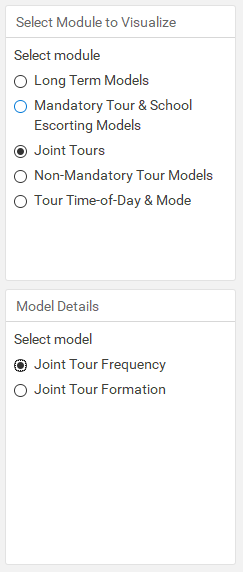 Select Module to Visualize
Select module
Long Term Models
Mandatory Tour & School
Escorting Models
Joint Tours
Non-Mandatory Tour Models
Tour Time-of-Day & Mode
Model Details
Select model
Joint Tour Frequency
Joint Tour Formation